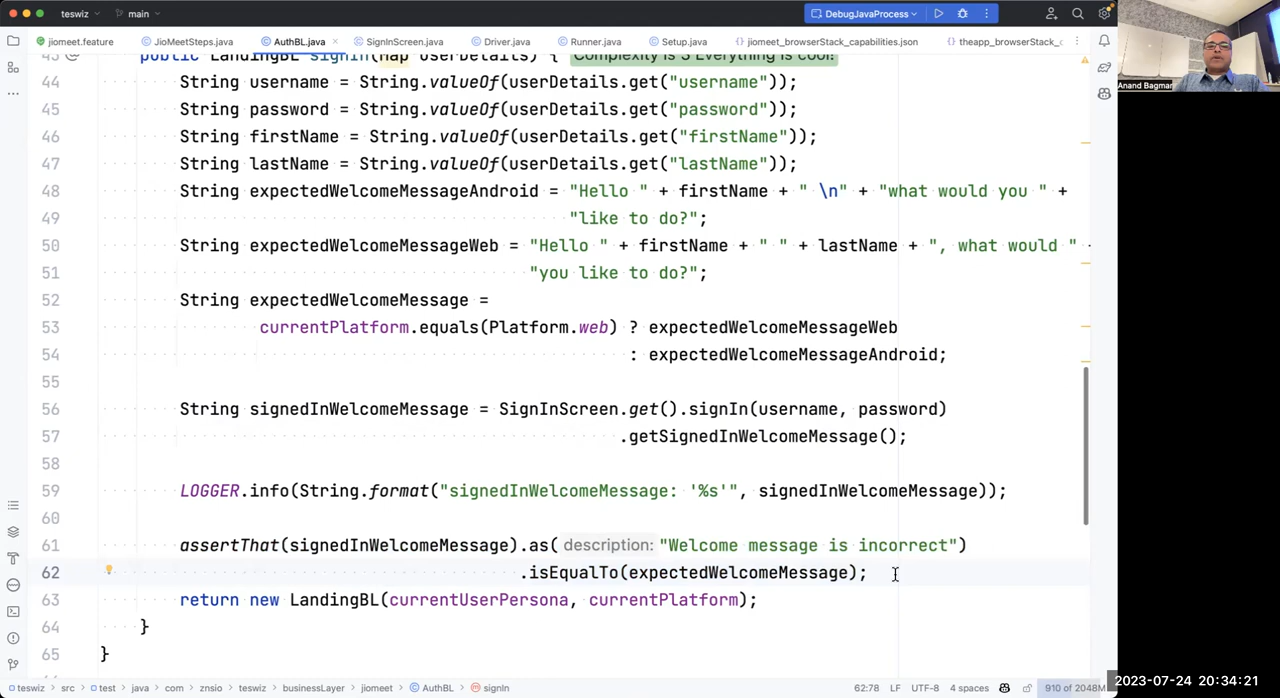 teswiz
main
DebugJavaProcess
jiomeet.feature
JioMeetSteps.java
AuthBL.java
SignInScreen.java
Driver.java
Runner.java
Setup.java
jiomeet_browserStack_capabilities.json
theapp_browserStack_
Anand Bagmar
public LandingBL signIn(Map userDetails) { Complexity is 3 Everything is cool!
44 String username = String.valueOf(userDetails.get("username"));
45 String password = String.valueOf(userDetails.get("password"));
46 String firstName = String.valueOf(userDetails.get("firstName"));
47 String lastName = String.valueOf(userDetails.get("lastName"));
48 String expectedWelcomeMessageAndroid = "Hello " + firstName + " \n" + "what would you " +
49 "like to do?";
50 String expectedWelcomeMessageWeb = "Hello " + firstName + " " + lastName + ", what would "
51 "you like to do?";
52 String expectedWelcomeMessage =
53 currentPlatform.equals(Platform.web) ? expectedWelcomeMessageWeb
54 : expectedWelcomeMessageAndroid;
55
56 String signedInWelcomeMessage = SignInScreen.get().signIn(username, password)
57 .getSignedInWelcomeMessage();
58
59 LOGGER.info(String.format("signedInWelcomeMessage: '%s'", signedInWelcomeMessage));
60
61 assertThat(signedInWelcomeMessage).as( description: "Welcome message is incorrect")
62 .isEqualTo(expectedWelcomeMessage);
63 return new LandingBL(currentUserPersona, currentPlatform);
64 }
65 }
teswiz > src > test > java > com > znsio > teswiz > businessLayer > jiomeet > AuthBL > signIn
62:78 LF UTF-8 4 spaces 910 of 2048M
2023-07-24 20:34:21